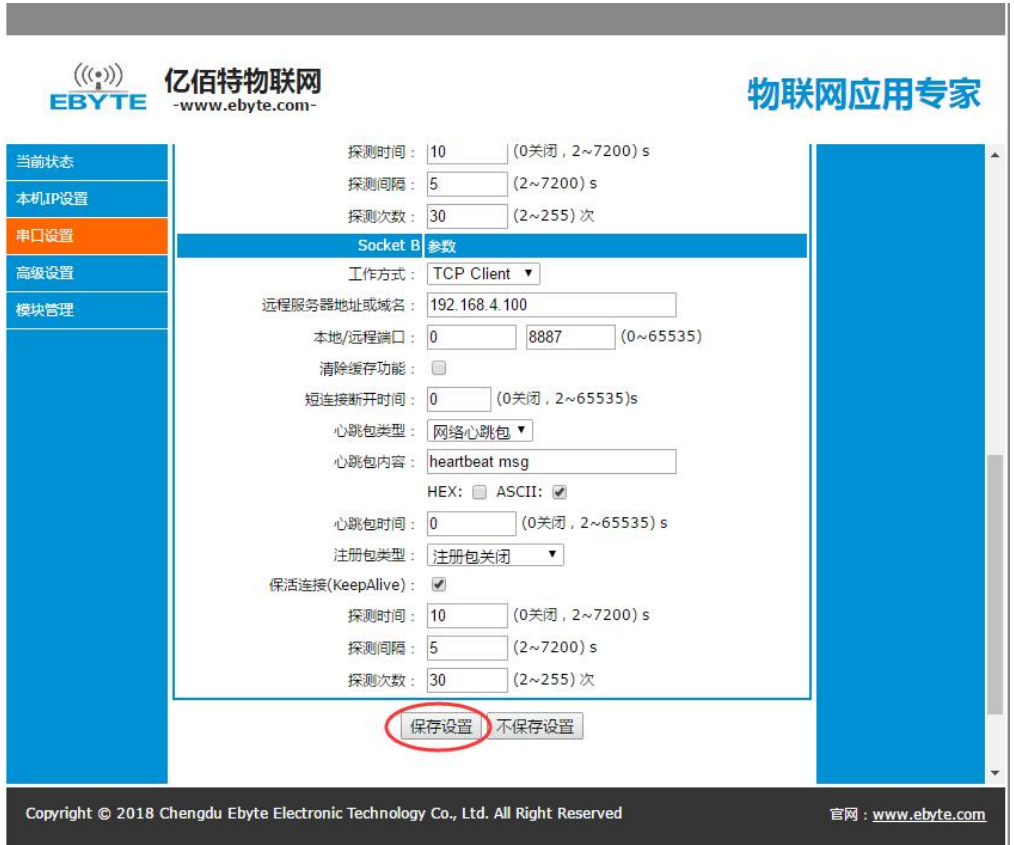 EBYTE
亿佰特物联网
-www.ebyte.com-
物联网应用专家
当前状态
本机IP设置
串口设置
高级设置
模块管理
探测时间： 10 (0关闭，2~7200) s
探测间隔： 5 (2~7200) s
探测次数： 30 (2~255) 次
Socket B 参数
工作方式： TCP Client
远程服务器地址或域名： 192.168.4.100
本地/远程端口： 0 8887 (0~65535)
清除缓存功能：
短连接断开时间： 0 (0关闭，2~65535)s
心跳包类型： 网络心跳包
心跳包内容： heartbeat msg
HEX: ASCII:
心跳包时间： 0 (0关闭，2~65535) s
注册包类型： 注册包关闭
保活连接(KeepAlive)：
探测时间： 10 (0关闭，2~7200) s
探测间隔： 5 (2~7200) s
探测次数： 30 (2~255) 次
保存设置 不保存设置
Copyright © 2018 Chengdu Ebyte Electronic Technology Co., Ltd. All Right Reserved 官网：www.ebyte.com